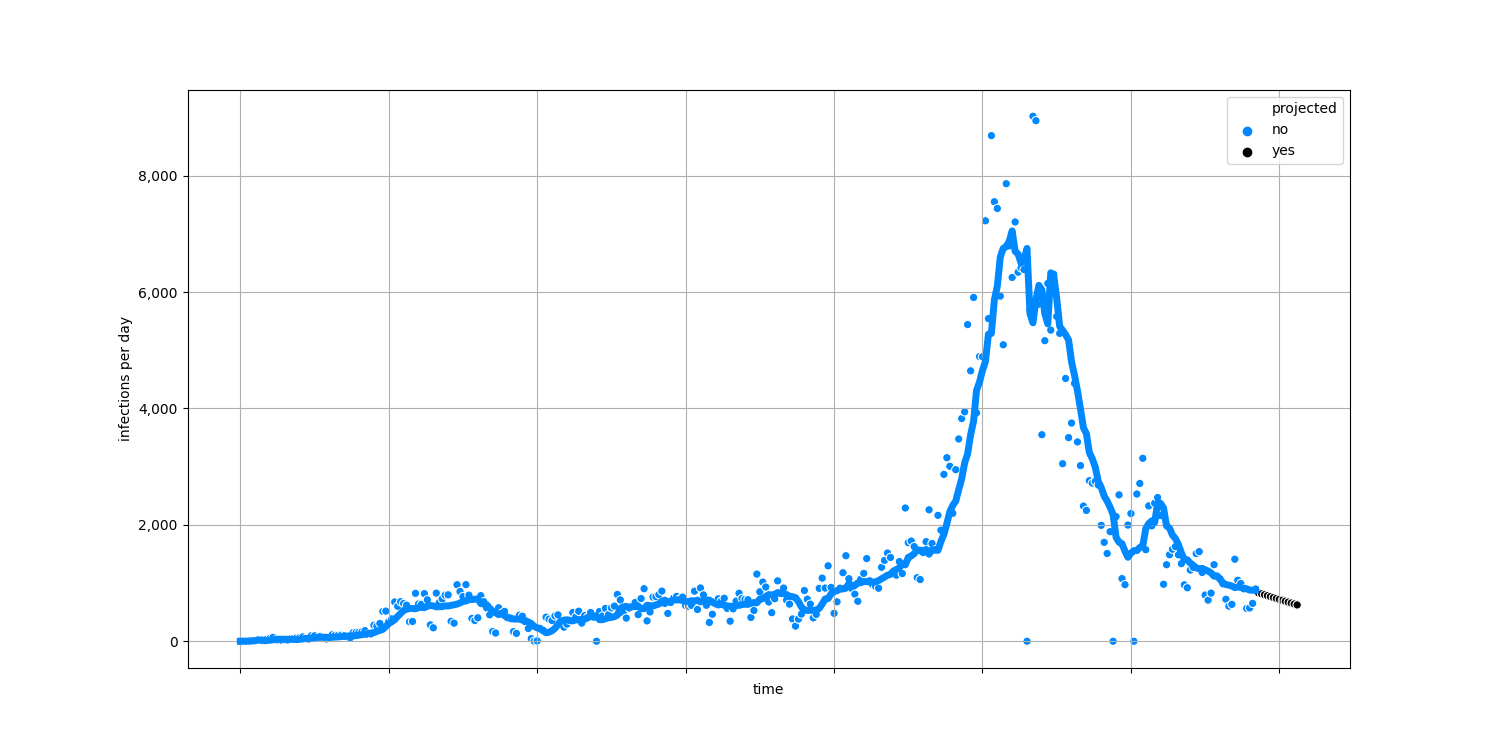 projected
no
yes
8,000
6,000
4,000
2,000
0
infections per day
time